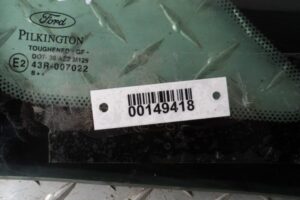 Ford
PILKINGTON
TOUGHENED
E2 43R-007022
00149418